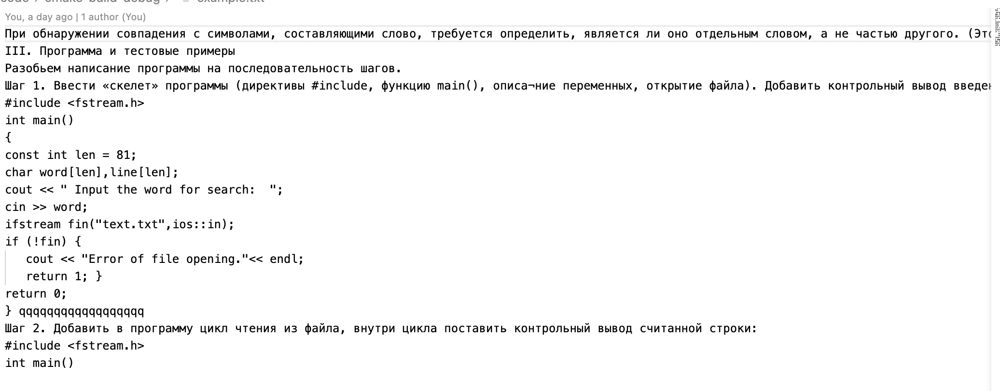 You, a day ago | 1 author (You)
При обнаружении совпадения с символами, составляющими слово, требуется определить, является ли оно отдельным словом, а не частью другого.
III. Программа и тестовые примеры
Разобьем написание программы на последовательность шагов.
Шаг 1. Ввести «скелет» программы (директивы #include, функцию main(), описа¬ние переменных, открытие файла). Добавить контрольный вывод
#include <fstream.h>
int main()
{
const int len = 81;
char word[len],line[len];
cout << " Input the word for search:  ";
cin >> word;
ifstream fin("text.txt",ios::in);
if (!fin) {
   cout << "Error of file opening."<< endl;
   return 1; }
return 0;
} qqqqqqqqqqqqqqqqqq
Шаг 2. Добавить в программу цикл чтения из файла, внутри цикла поставить контрольный вывод считанной строки:
#include <fstream.h>
int main()